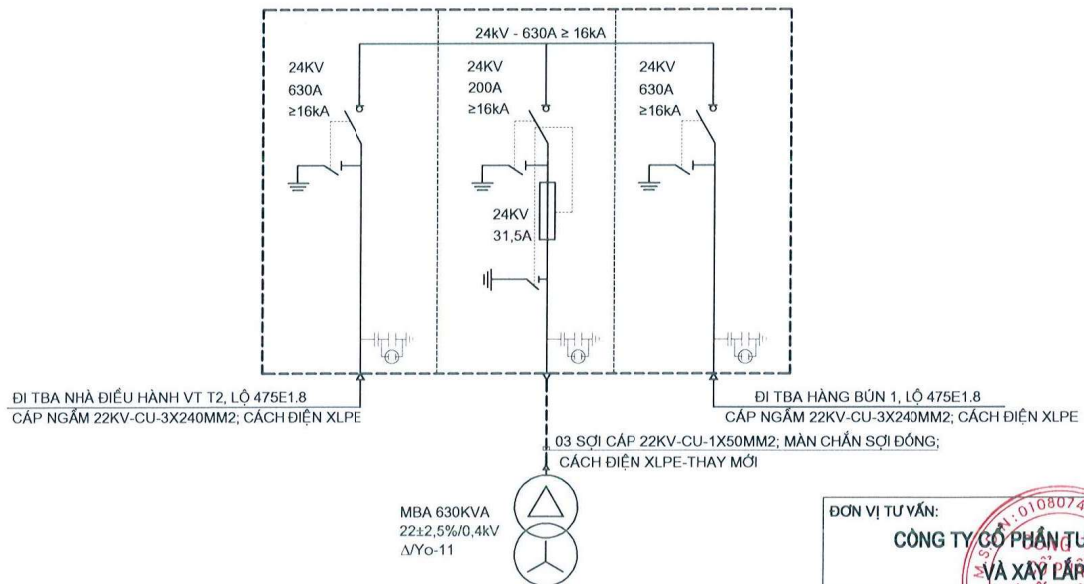 24kV - 630A ≥ 16kA
24KV
630A
≥16kA
24KV
200A
≥16kA
24KV
630A
≥16kA
24KV
31,5A
ĐI TBA NHÀ ĐIỀU HÀNH VT T2, LỘ 475E1.8
CÁP NGẦM 22KV-CU-3X240MM2; CÁCH ĐIỆN XLPE
ĐI TBA HÀNG BÚN 1, LỘ 475E1.8
CÁP NGẦM 22KV-CU-3X240MM2; CÁCH ĐIỆN XLPE
03 SỢI CÁP 22KV-CU-1X50MM2; MÀN CHẮN SỢI ĐỒNG;
CÁCH ĐIỆN XLPE-THAY MỚI
MBA 630KVA
22±2,5%/0,4kV
Δ/Yo-11
ĐƠN VỊ TƯ VẤN:
CÔNG TY CỔ PHẦN TƯ
VÀ XÂY LẮP
M.S.D.N:0108074